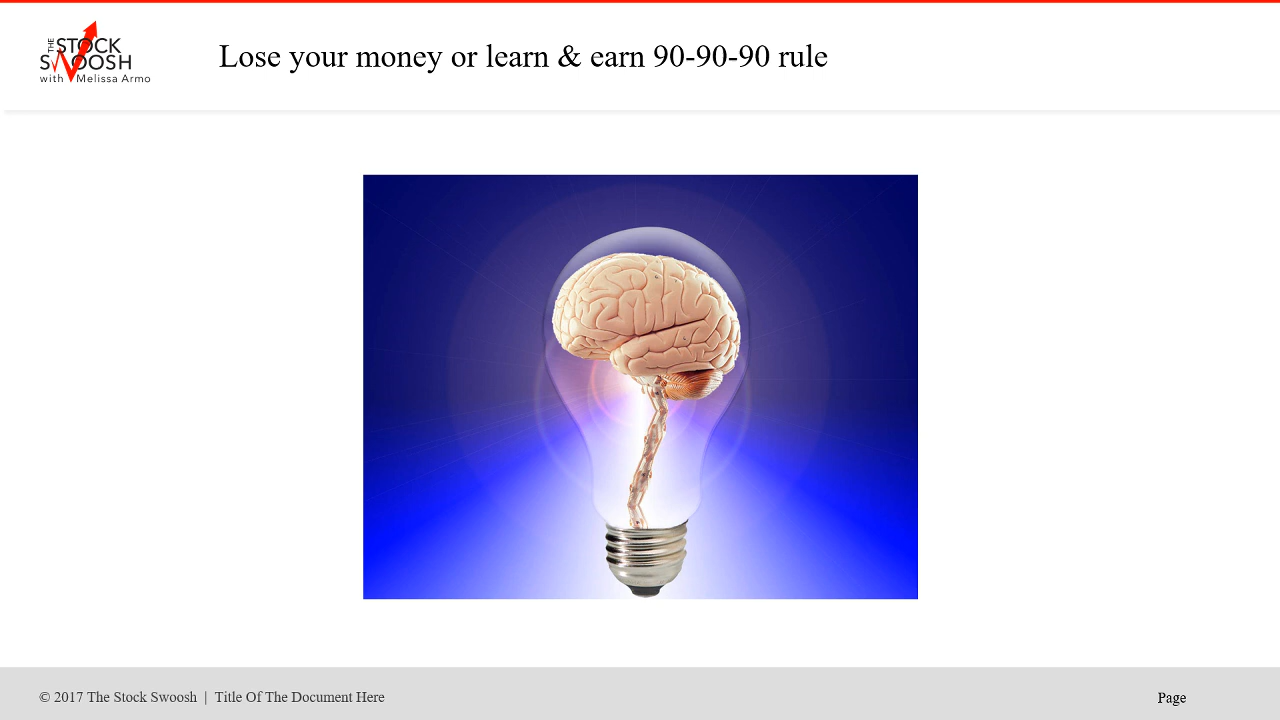 THE STOCK
SWOOSH
with Melissa Armo
Lose your money or learn & earn 90-90-90 rule
© 2017 The Stock Swoosh | Title Of The Document Here
Page